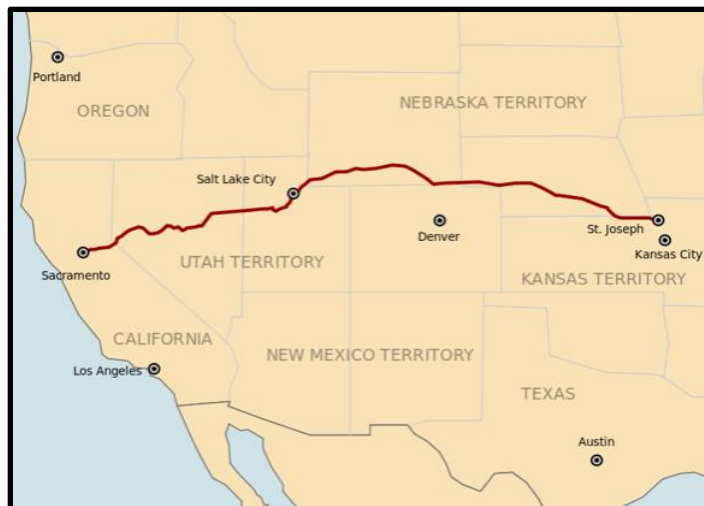 Portland
OREGON
NEBRASKA TERRITORY
Salt Lake City
Denver
St. Joseph
Kansas City
Sacramento
UTAH TERRITORY
KANSAS TERRITORY
CALIFORNIA
NEW MEXICO TERRITORY
Los Angeles
TEXAS
Austin